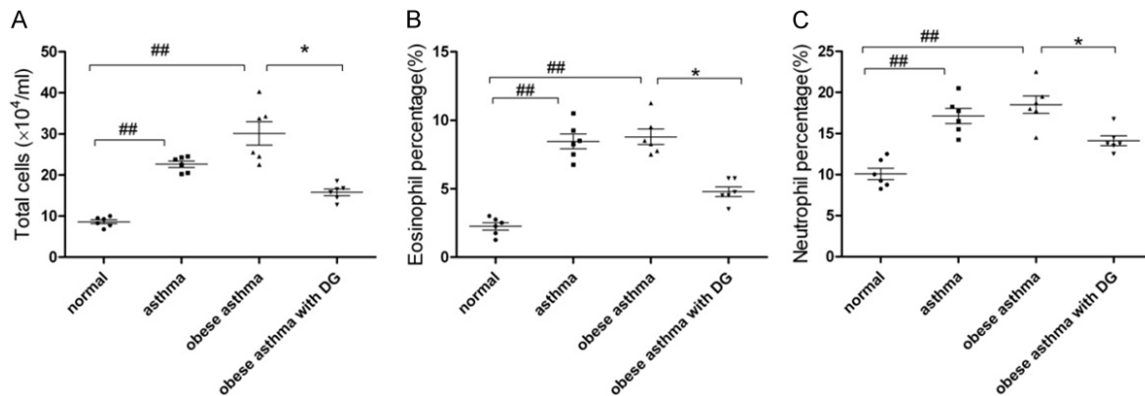 A
Total cells (×10⁴/ml)
50
40
30
20
10
0
##
##
*
normal
asthma
obese asthma
obese asthma with DG
B
Eosinophil percentage(%)
15
10
5
0
##
##
*
normal
asthma
obese asthma
obese asthma with DG
C
Neutrophil percentage(%)
25
20
15
10
5
0
##
##
*
normal
asthma
obese asthma
obese asthma with DG